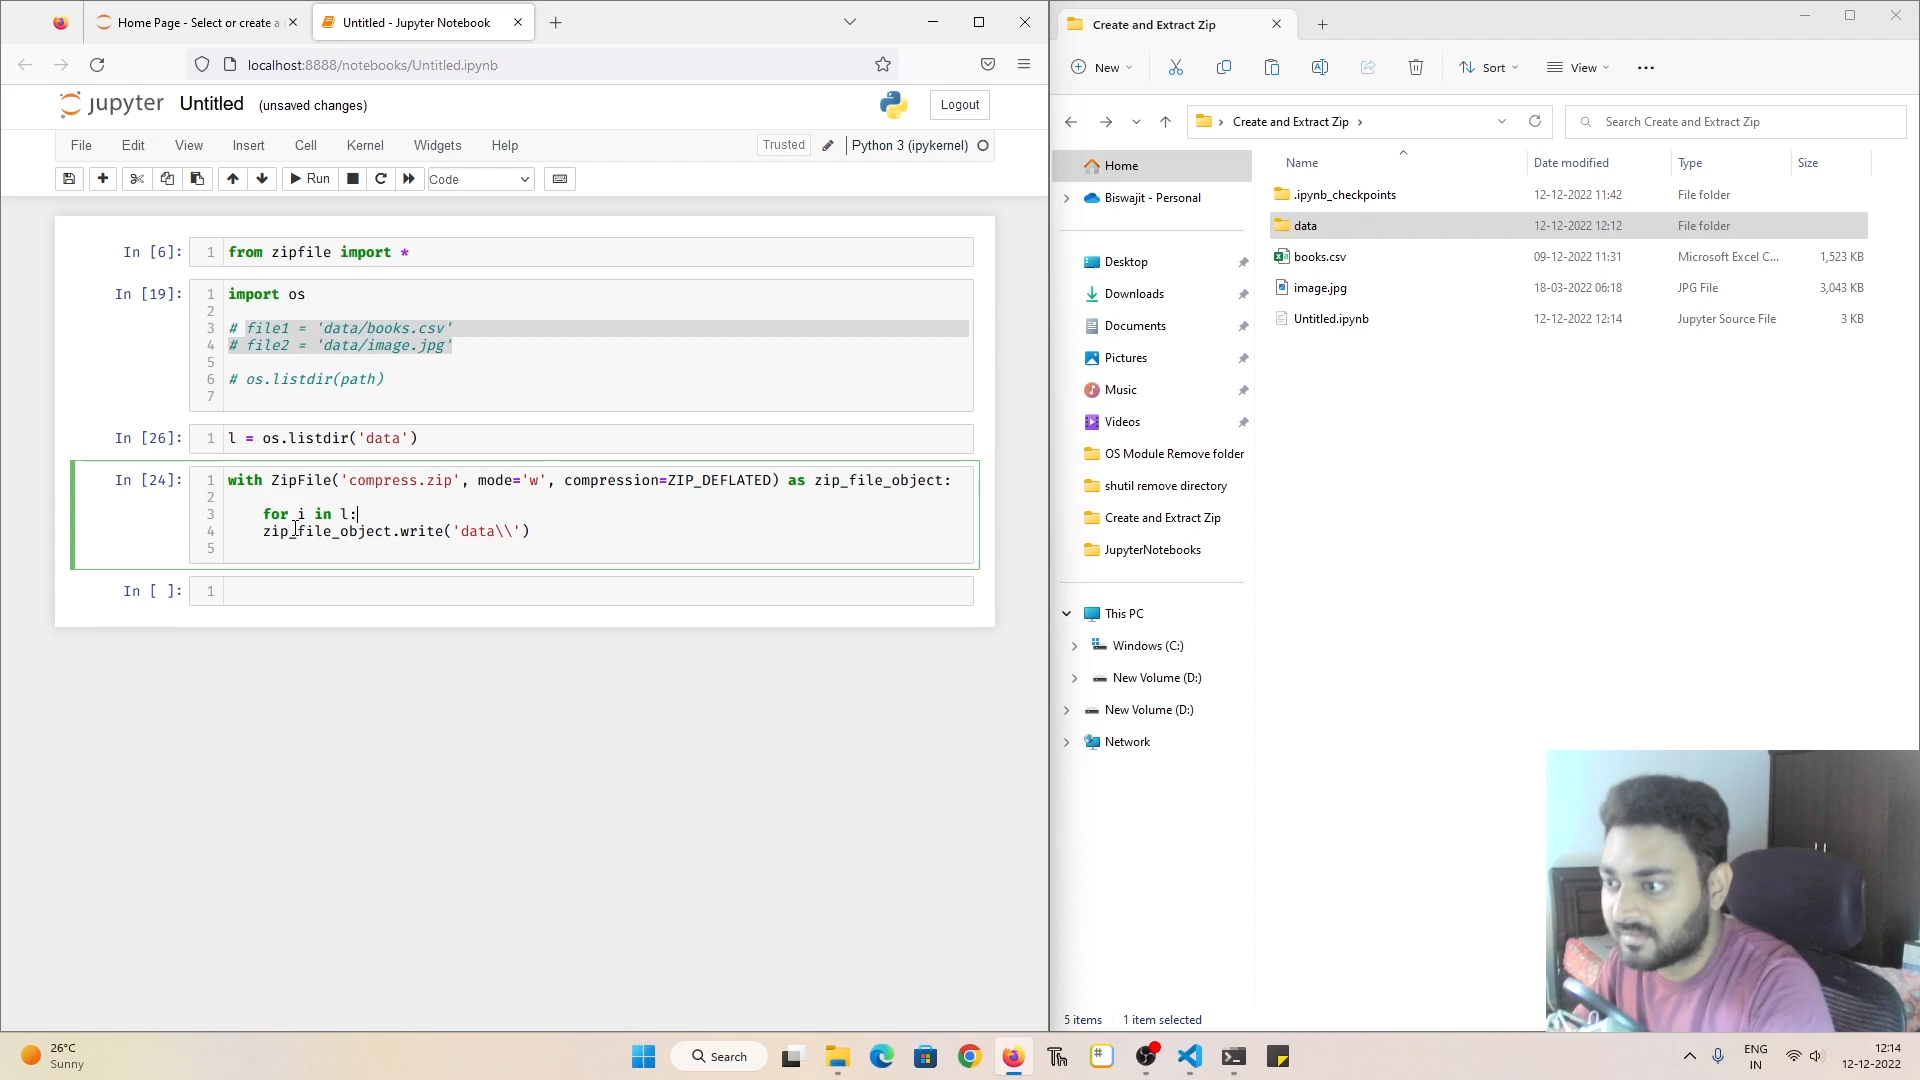 Home Page - Select or create a
Untitled - Jupyter Notebook
localhost:8888/notebooks/Untitled.ipynb
jupyter Untitled (unsaved changes)
Logout
File Edit View Insert Cell Kernel Widgets Help
Trusted
Python 3 (ipykernel)
Run
Code
In [6]:
1 from zipfile import *
In [19]:
1 import os
2
3 # file1 = 'data/books.csv'
4 # file2 = 'data/image.jpg'
5
6 # os.listdir(path)
7
In [26]:
1 l = os.listdir('data')
In [24]:
1 with ZipFile('compress.zip', mode='w', compression=ZIP_DEFLATED) as zip_file_object:
2
3 for i in l:
4 zip_file_object.write('data\\')
5
In [ ]:
1
Create and Extract Zip
New
Sort
View
Create and Extract Zip
Search Create and Extract Zip
Home
Biswajit - Personal
Desktop
Downloads
Documents
Pictures
Music
Videos
OS Module Remove folder
shutil remove directory
Create and Extract Zip
JupyterNotebooks
This PC
Windows (C:)
New Volume (D:)
New Volume (D:)
Network
Name Date modified Type Size
.ipynb_checkpoints 12-12-2022 11:42 File folder
data 12-12-2022 12:12 File folder
books.csv 09-12-2022 11:31 Microsoft Excel C... 1,523 KB
image.jpg 18-03-2022 06:18 JPG File 3,043 KB
Untitled.ipynb 12-12-2022 12:14 Jupyter Source File 3 KB
5 items 1 item selected
26°C
Sunny
Search
Th
ENG
IN
12:14
12-12-2022